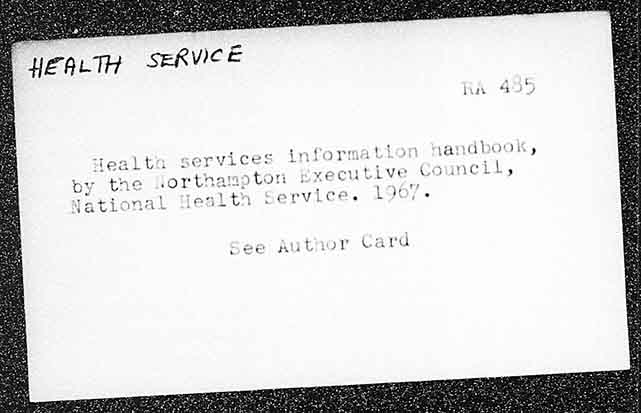 HEALTH SERVICE
RA 485
Health services information handbook,
by the Northampton Executive Council,
National Health Service. 1967.
See Author Card